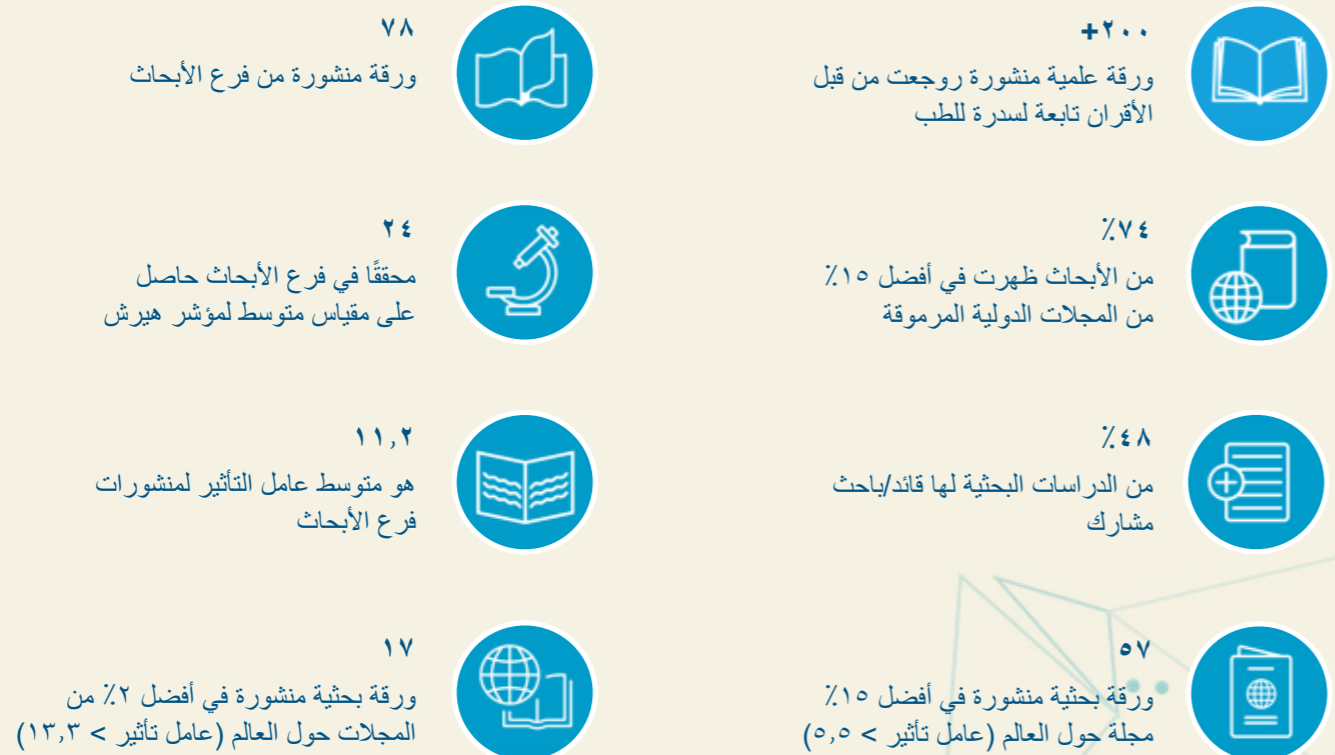 +٢٠٠
ورقة علمية منشورة روجعت من قبل
الأقران تابعة لسدرة للطب
٪٧٤
من الأبحاث ظهرت في أفضل ١٥٪
من المجلات الدولية المرموقة
٪٤٨
من الدراسات البحثية لها قائد/باحث
مشارك
٥٧
ورقة بحثية منشورة في أفضل ١٥٪
مجلة حول العالم (عامل تأثير > ٥,٥)
٧٨
ورقة منشورة من فرع الأبحاث
٢٤
محققًا في فرع الأبحاث حاصل
على مقياس متوسط لمؤشر هيرش
١١,٢
هو متوسط عامل التأثير لمنشورات
فرع الأبحاث
١٧
ورقة بحثية منشورة في أفضل ٢٪ من
المجلات حول العالم (عامل تأثير > ١٣,٣)